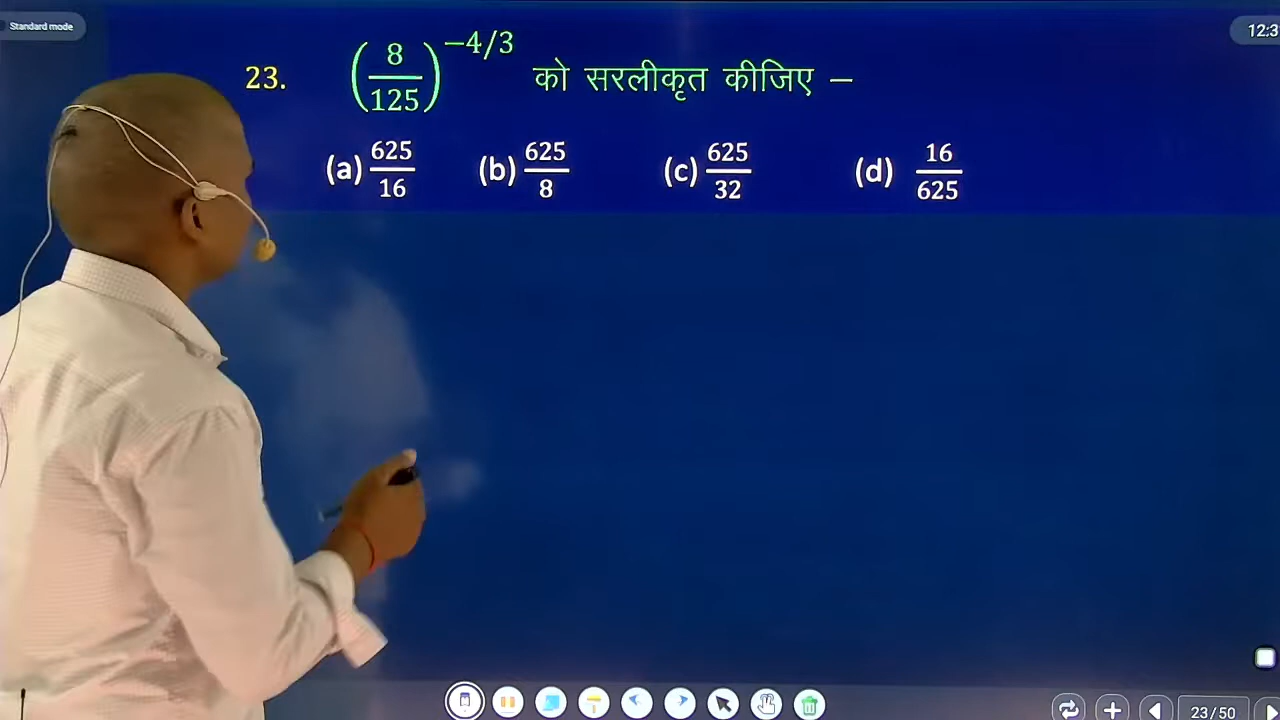 Standard mode
12:3
23. (8/125)^−4/3 को सरलीकृत कीजिए –
(a) 625/16 (b) 625/8 (c) 625/32 (d) 16/625
23/50